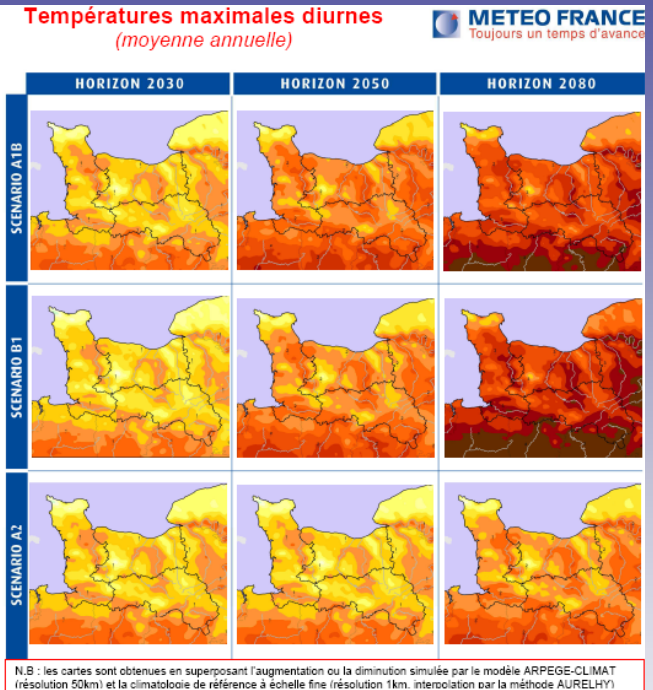 Températures maximales diurnes
(moyenne annuelle)
METEO FRANCE
Toujours un temps d'avance
HORIZON 2030
HORIZON 2050
HORIZON 2080
SCENARIO A1B
SCENARIO B1
SCENARIO A2
N.B : les cartes sont obtenues en superposant l'augmentation ou la diminution simulée par le modèle ARPEGE-CLIMAT
(résolution 50km) et la climatologie de référence à échelle fine (résolution 1km, interpolation par la méthode AURELHY)